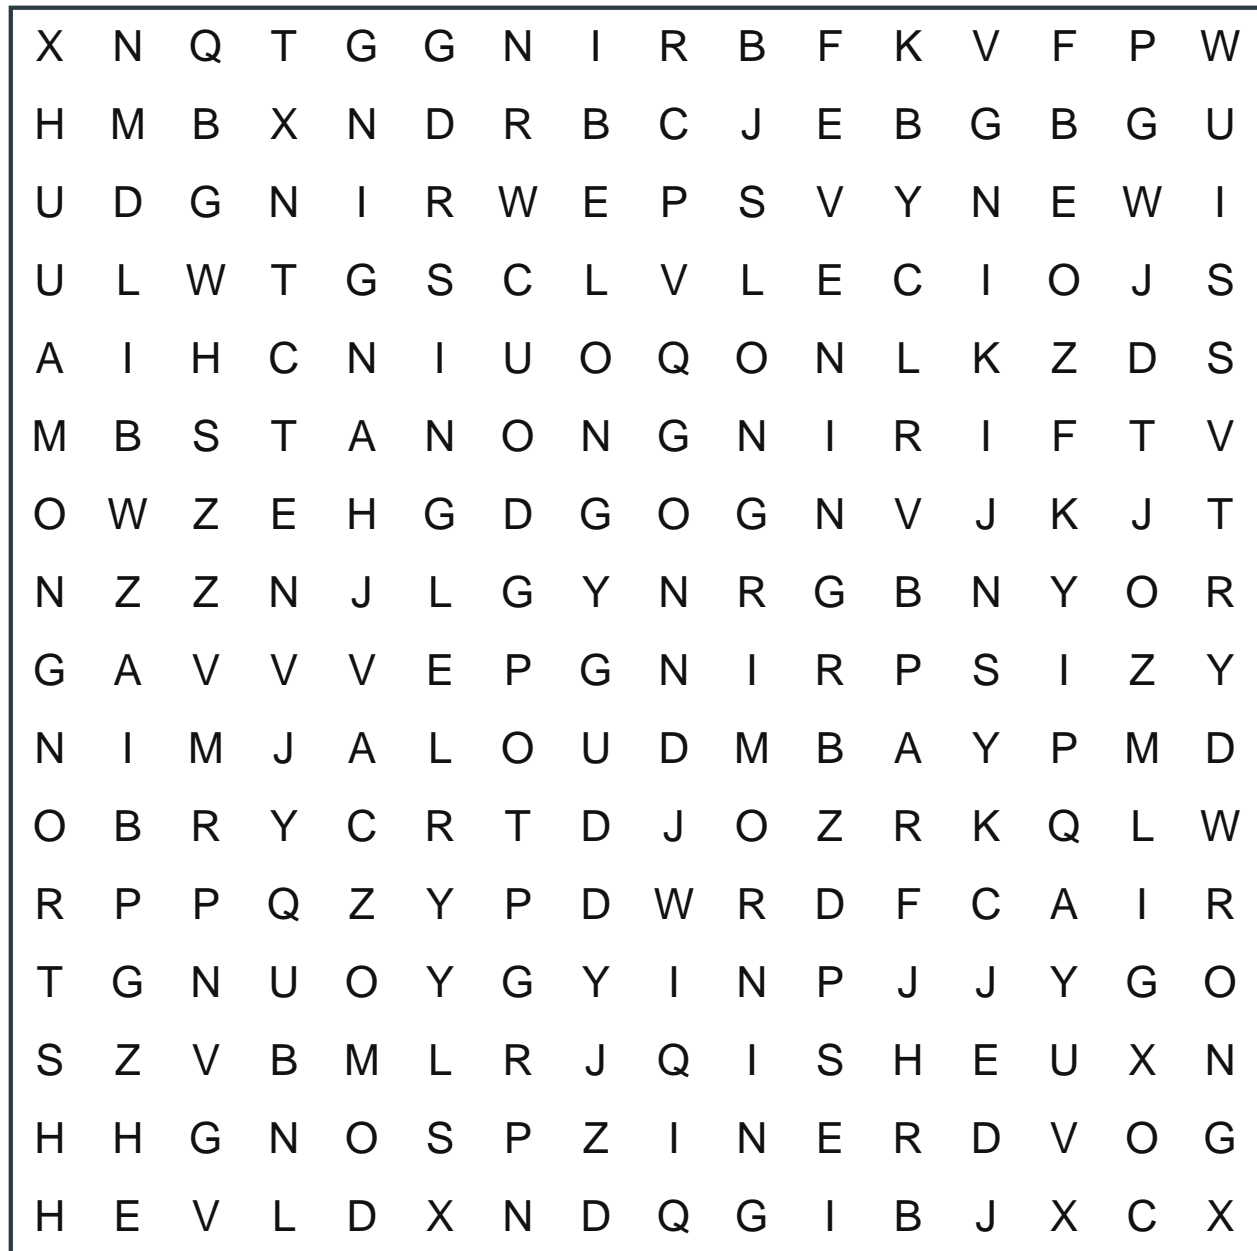 X N Q T G G N I R B F K V F P W
H M B X N D R B C J E B G B G U
U D G N I R W E P S V Y N E W I
U L W T G S C L V L E C I O J S
A I H C N I U O Q O N L K Z D S
M B S T A N O N G N I R I F T V
O W Z E H G D G O G N V J K J T
N Z Z N J L G Y N R G B N Y O R
G A V V V E P G N I R P S I Z Y
N I M J A L O U D M B A Y P M D
O B R Y C R T D J O Z R K Q L W
R P P Q Z Y P D W R D F C A I R
T G N U O Y G Y I N P J J Y G O
S Z V B M L R J Q I S H E U X N
H H G N O S P Z I N E R D V O G
H E V L D X N D Q G I B J X C X